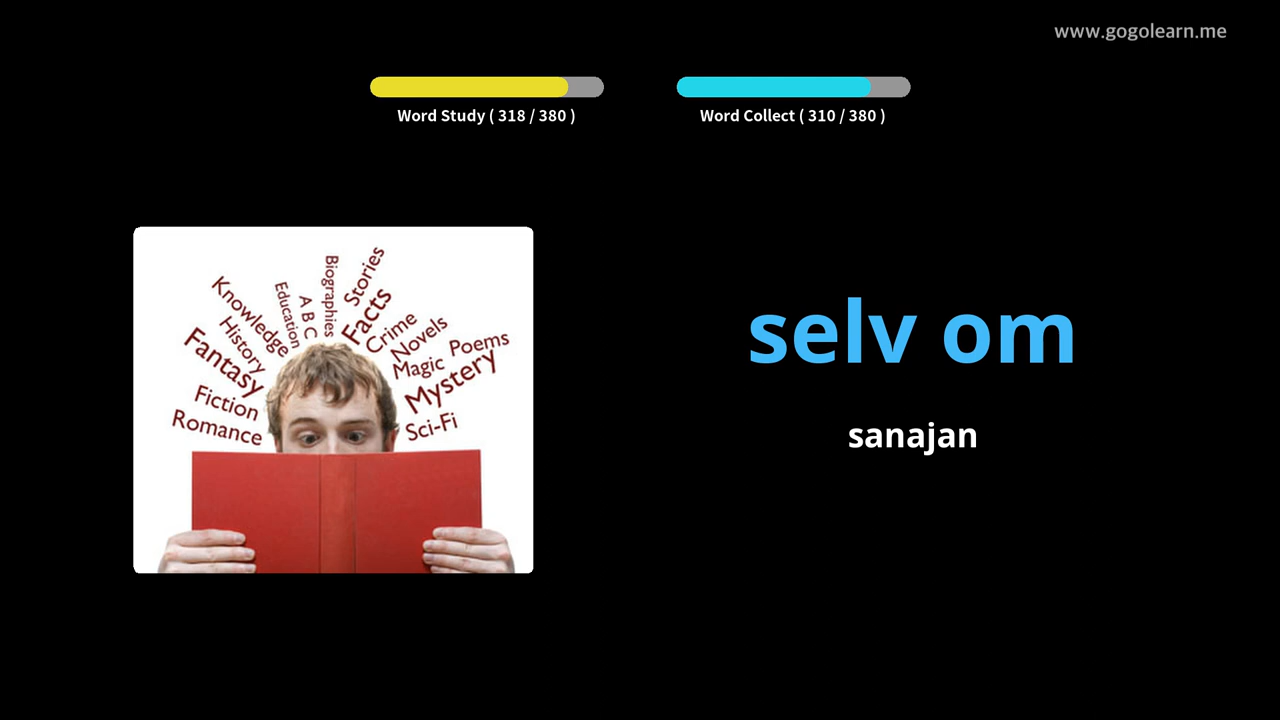 www.gogolearn.me
Word Study ( 318 / 380 )
Word Collect ( 310 / 380 )
Biographies
Stories
Education
A B C
Facts
Knowledge
Crime
History
Novels
Poems
Fantasy
Magic
Mystery
Fiction
Romance
Sci-Fi
selv om
sanajan